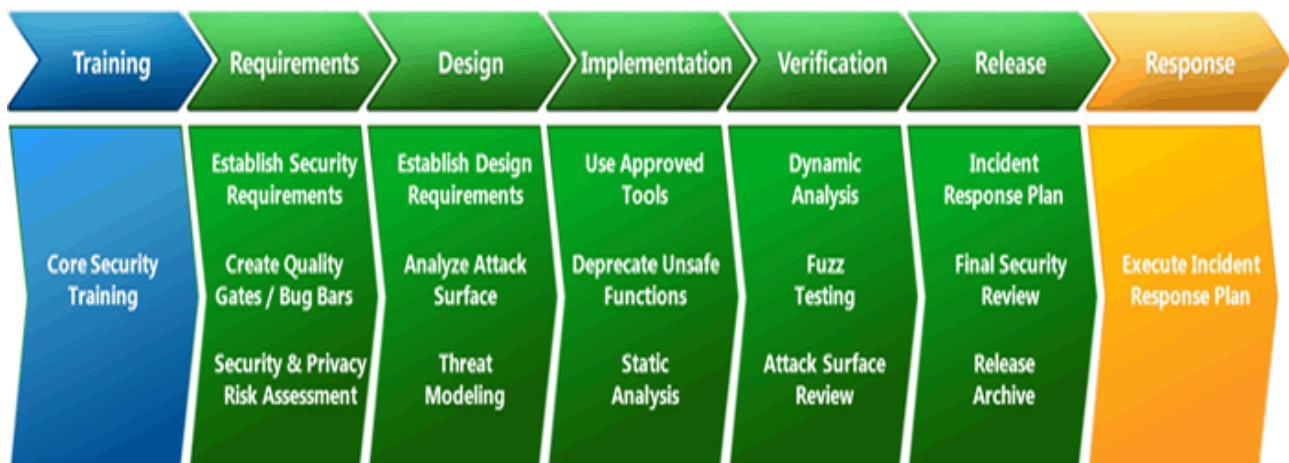 Training
Requirements
Design
Implementation
Verification
Release
Response
Core Security
Training
Establish Security
Requirements
Create Quality
Gates / Bug Bars
Security & Privacy
Risk Assessment
Establish Design
Requirements
Analyze Attack
Surface
Threat
Modeling
Use Approved
Tools
Deprecate Unsafe
Functions
Static
Analysis
Dynamic
Analysis
Fuzz
Testing
Attack Surface
Review
Incident
Response Plan
Final Security
Review
Release
Archive
Execute Incident
Response Plan